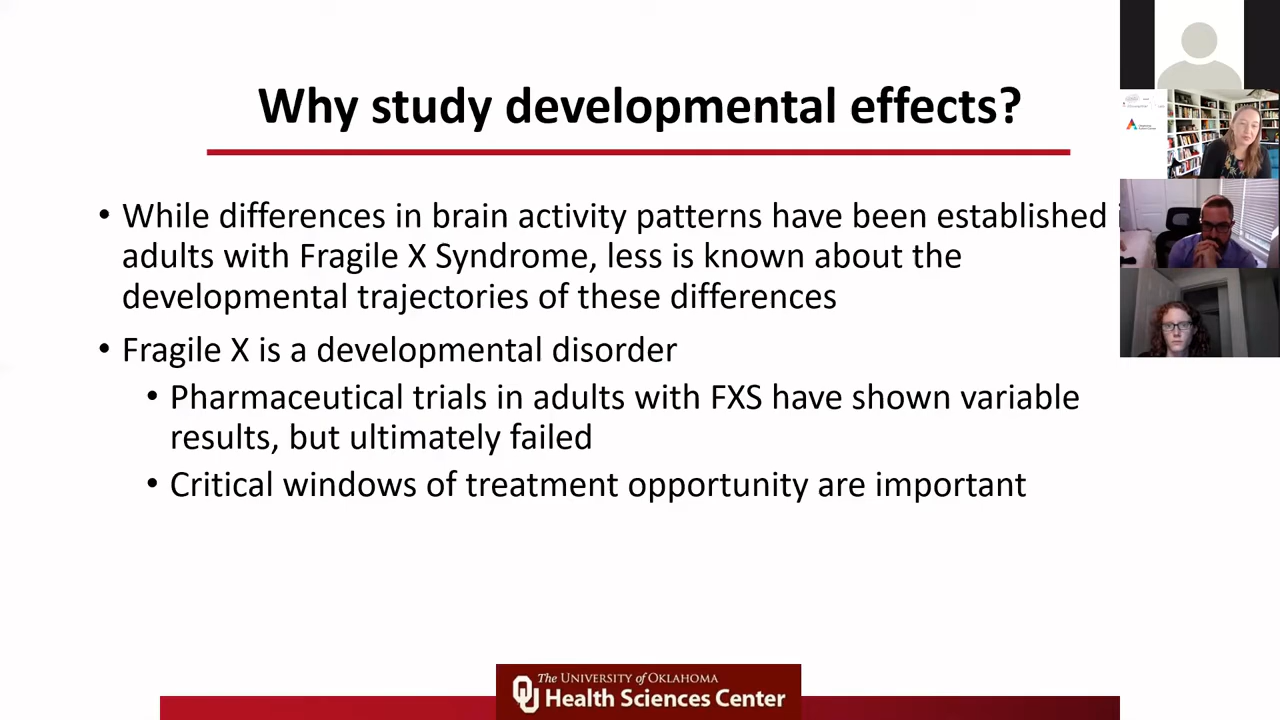 Why study developmental effects?
• While differences in brain activity patterns have been established
adults with Fragile X Syndrome, less is known about the
developmental trajectories of these differences
• Fragile X is a developmental disorder
• Pharmaceutical trials in adults with FXS have shown variable
results, but ultimately failed
• Critical windows of treatment opportunity are important
The UNIVERSITY of OKLAHOMA
Health Sciences Center